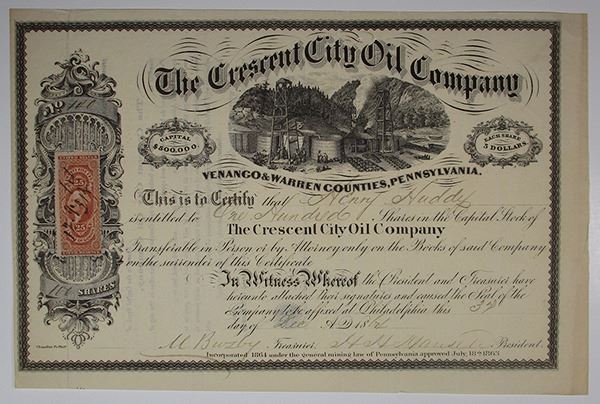 The Crescent City Oil Company
No
CAPITAL
$500.000.
EACH SHARE
5 DOLLARS.
VENANGO & WARREN COUNTIES, PENNSYLVANIA.
This is to Certify that Henry Huddy
is entitled to One Hundred Shares in the Capital Stock of
The Crescent City Oil Company
Transferable in Person or by Attorney only on the Books of said Company
on the surrender of this Certificate
In Witness Whereof the President and Treasurer have
hereunto attached their signatures and caused the Seal of the
Company to be affixed at Philadelphia this
day of Dec AD 186
Treasurer. President.
Incorporated 1864 under the general mining law of Pennsylvania approved July, 18th 1863
25 25
SHARES